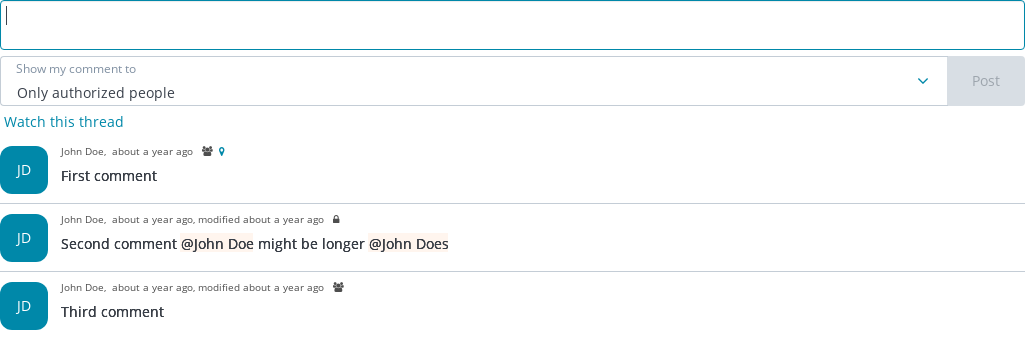 Show my comment to
Only authorized people
Post
Watch this thread
JD
John Doe, about a year ago
First comment
JD
John Doe, about a year ago, modified about a year ago
Second comment @John Doe might be longer @John Does
JD
John Doe, about a year ago, modified about a year ago
Third comment